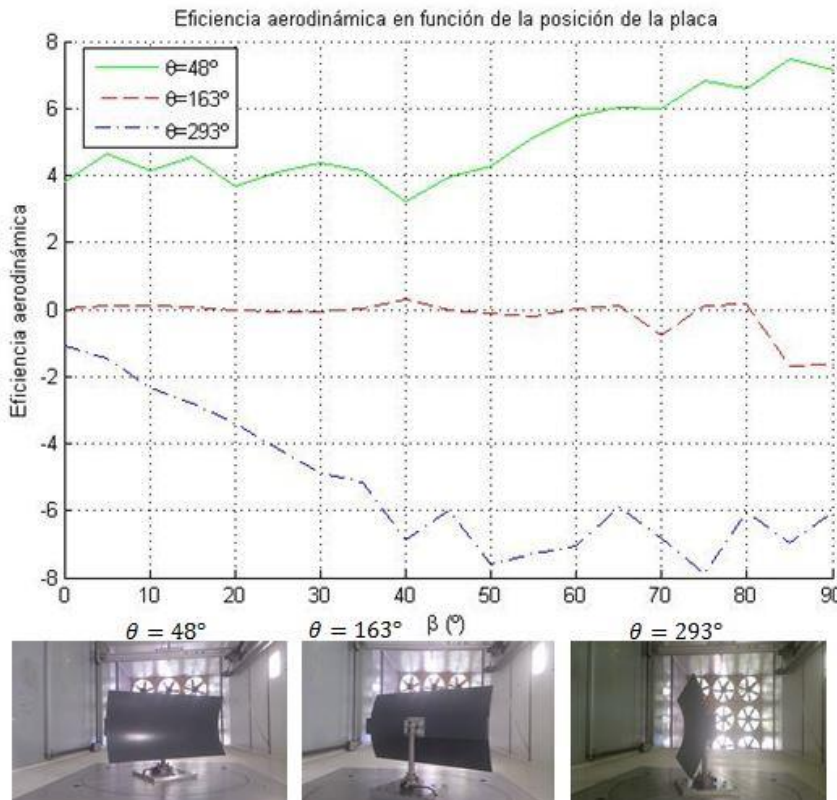 Eficiencia aerodinámica en función de la posición de la placa
8
6
4
2
0
-2
-4
-6
-8
Eficiencia aerodinámica
θ=48º
θ=163º
θ=293º
0 10 20 30 40 50 60 70 80 90
β (º)
θ = 48° θ = 163° θ = 293°